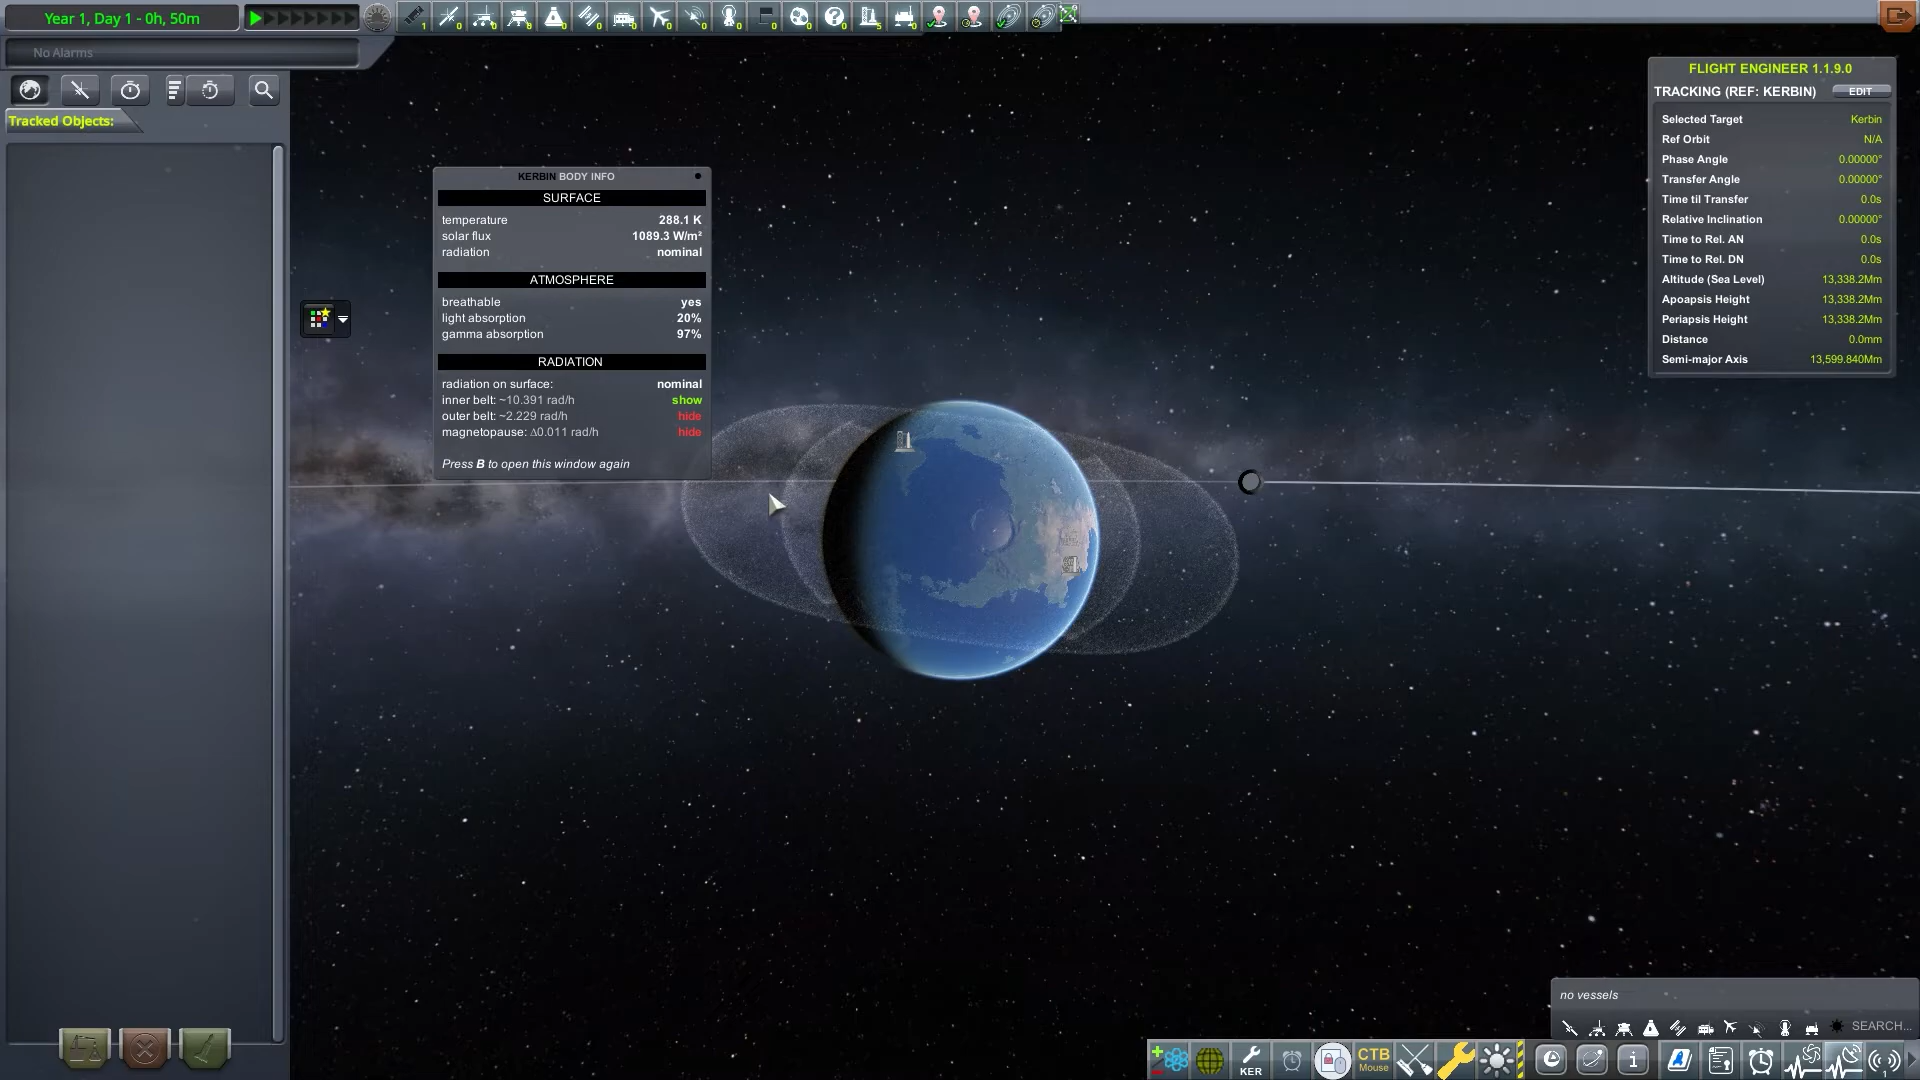 Year 1, Day 1 - 0h, 50m
No Alarms
Tracked Objects:
KERBIN BODY INFO
SURFACE
temperature 288.1 K
solar flux 1089.3 W/m²
radiation nominal
ATMOSPHERE
breathable yes
light absorption 20%
gamma absorption 97%
RADIATION
radiation on surface: nominal
inner belt: ~10.391 rad/h show
outer belt: ~2.229 rad/h hide
magnetopause: Δ0.011 rad/h hide
Press B to open this window again
FLIGHT ENGINEER 1.1.9.0
TRACKING (REF: KERBIN) EDIT
Selected Target Kerbin
Ref Orbit N/A
Phase Angle 0.00000°
Transfer Angle 0.00000°
Time til Transfer 0.0s
Relative Inclination 0.00000°
Time to Rel. AN 0.0s
Time to Rel. DN 0.0s
Altitude (Sea Level) 13,338.2Mm
Apoapsis Height 13,338.2Mm
Periapsis Height 13,338.2Mm
Distance 0.0mm
Semi-major Axis 13,599.840Mm
no vessels
SEARCH...
KER
CTB
Mouse